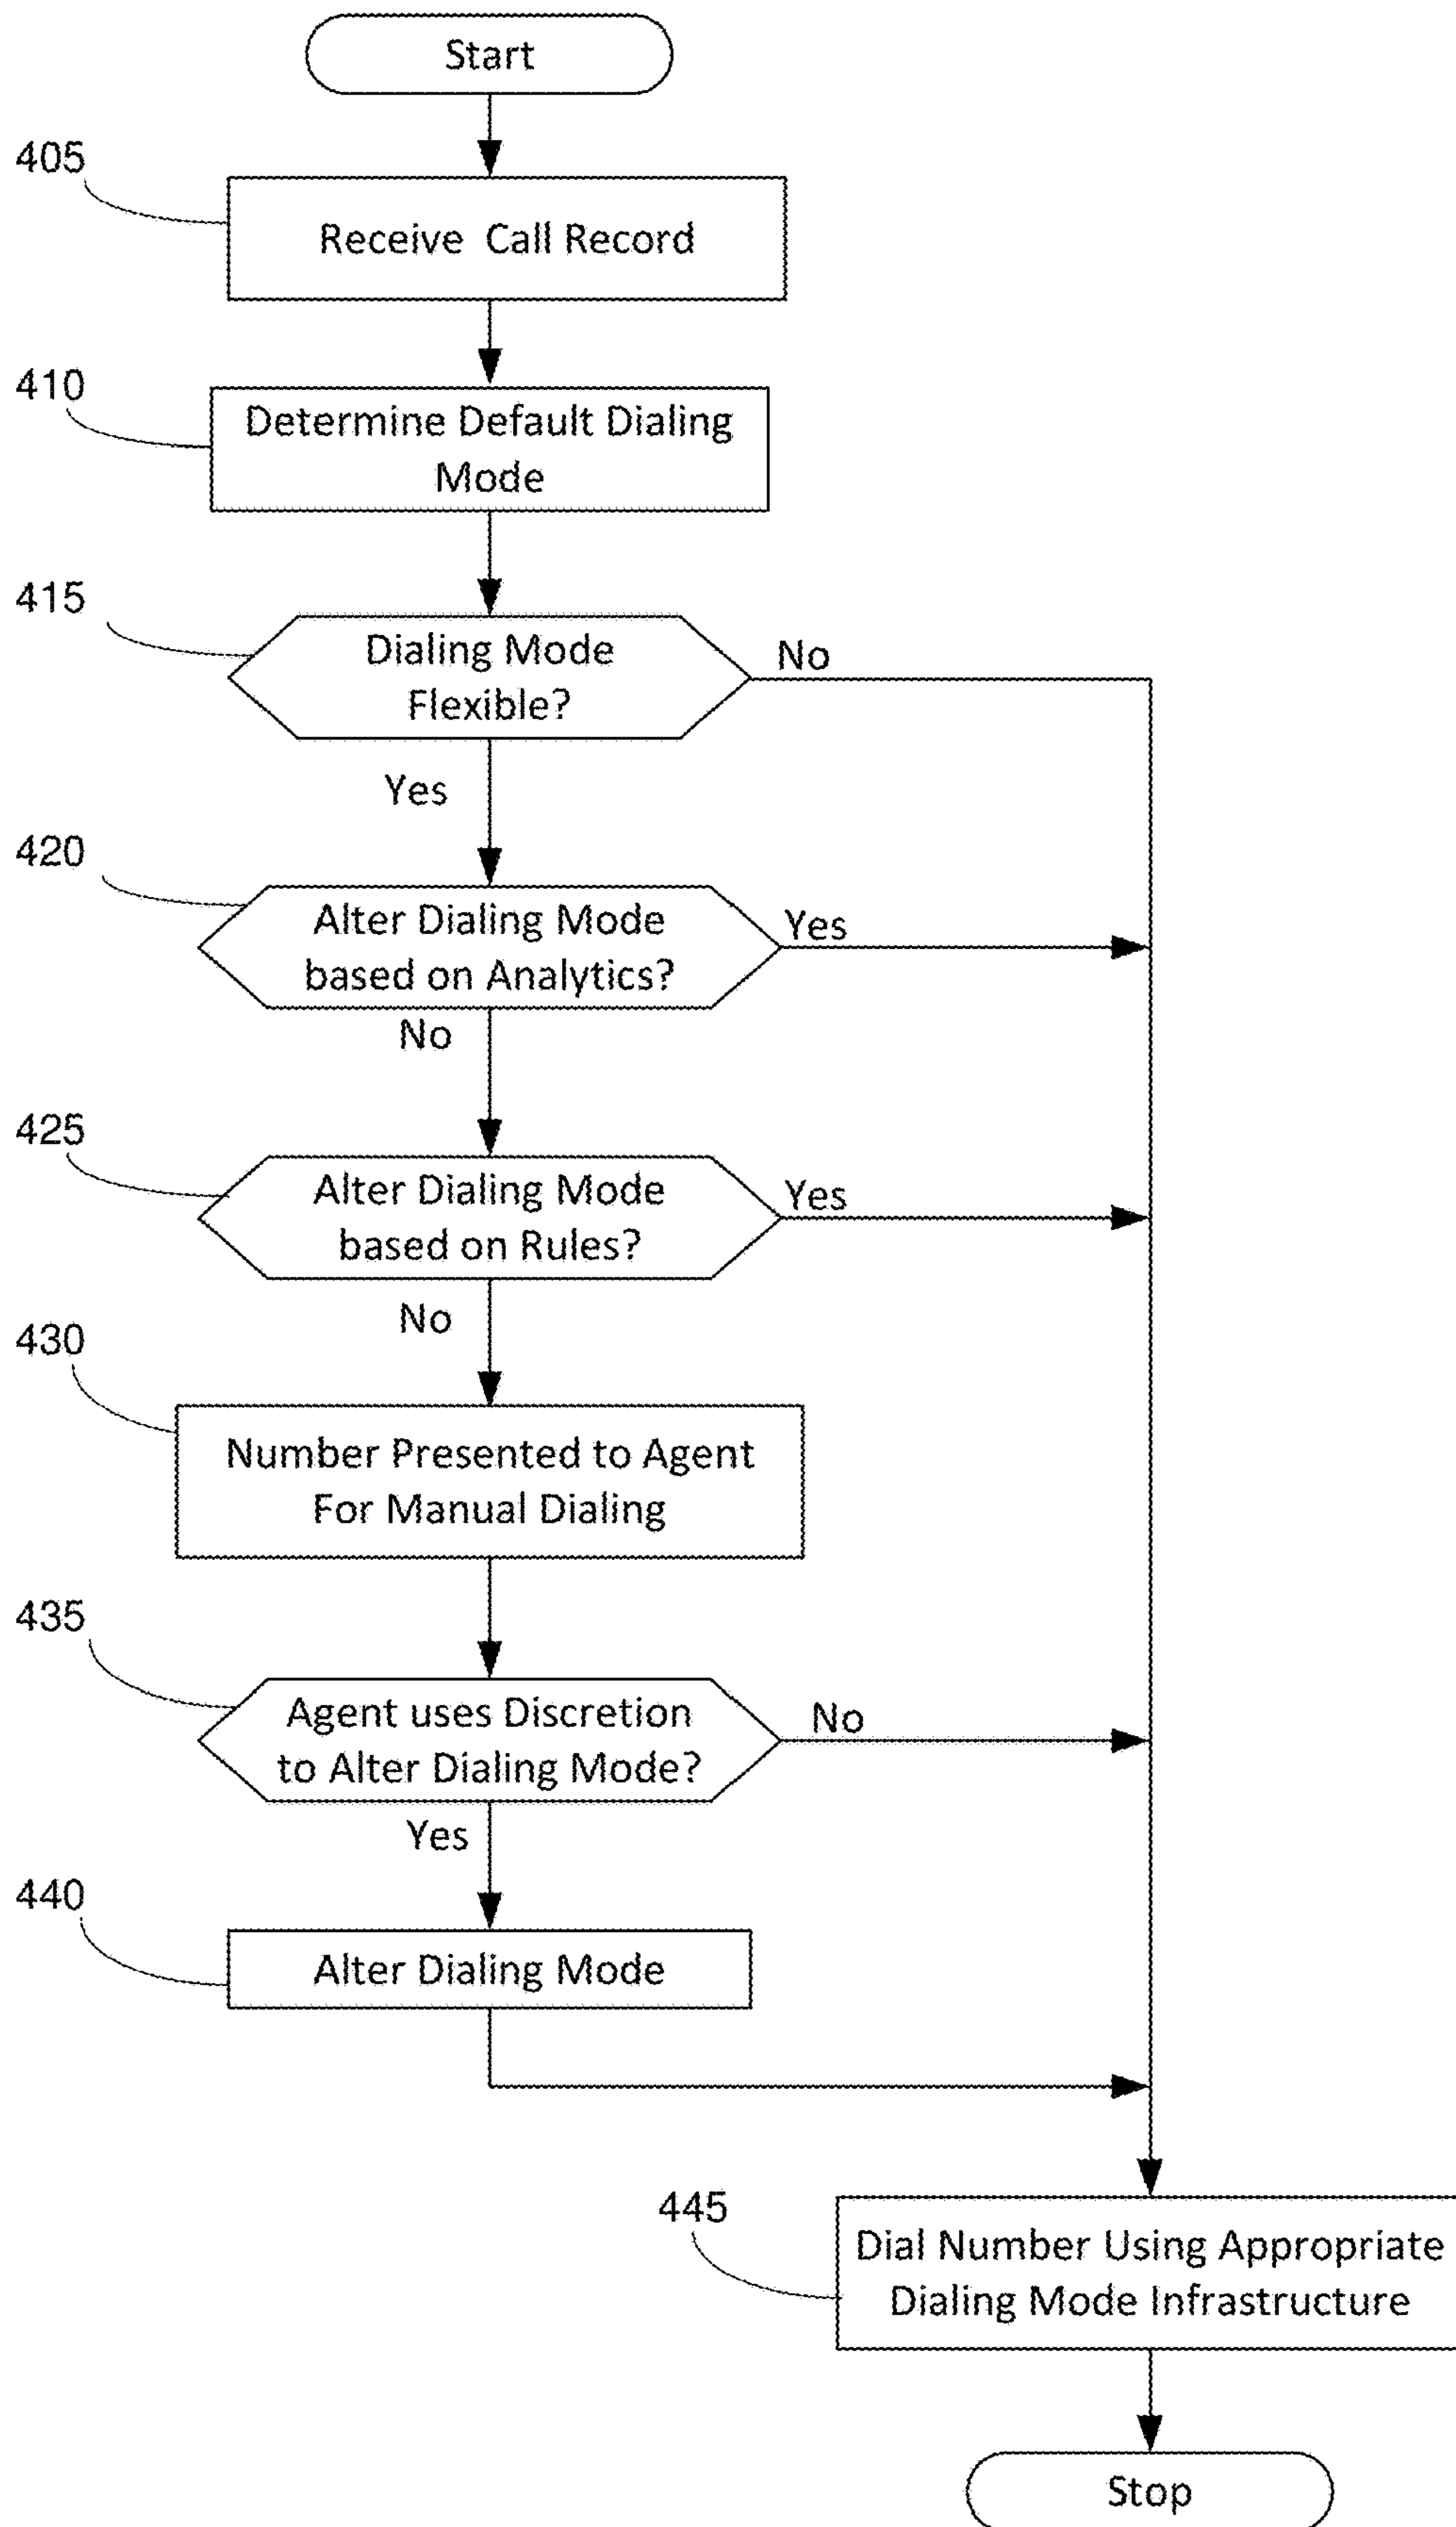 Start
405
Receive Call Record
410
Determine Default Dialing
Mode
415
Dialing Mode
Flexible?
No
Yes
420
Alter Dialing Mode
based on Analytics?
Yes
No
425
Alter Dialing Mode
based on Rules?
Yes
No
430
Number Presented to Agent
For Manual Dialing
435
Agent uses Discretion
to Alter Dialing Mode?
No
Yes
440
Alter Dialing Mode
445
Dial Number Using Appropriate
Dialing Mode Infrastructure
Stop